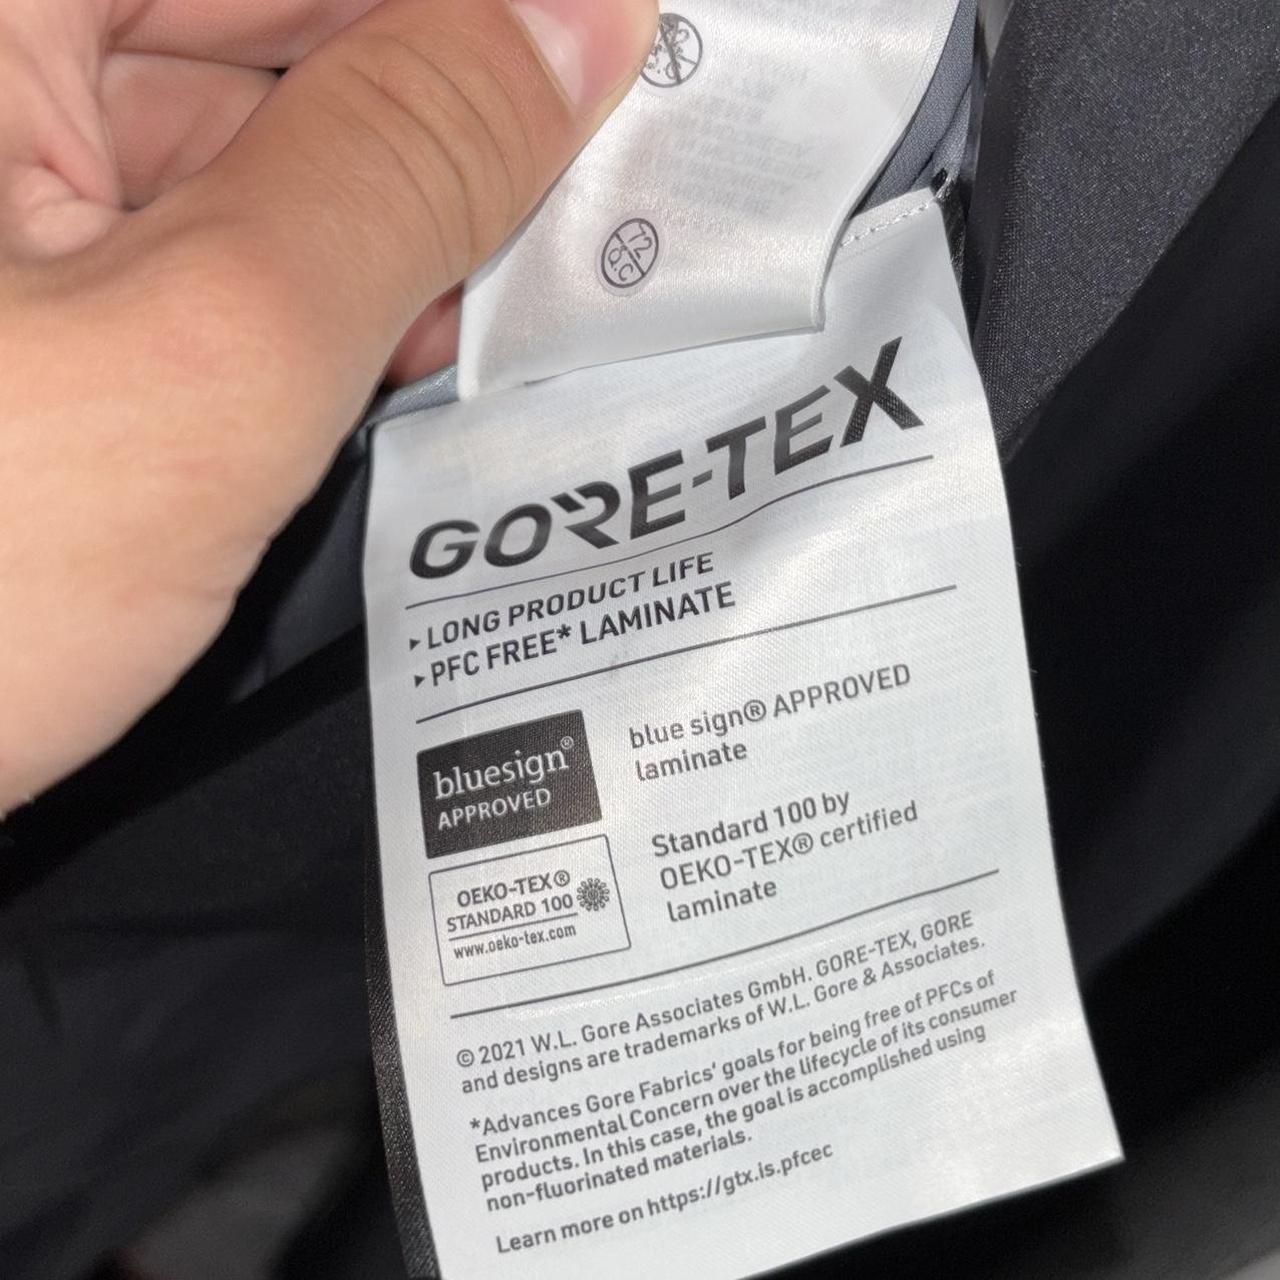 72
Q.C
GORE-TEX
▸ LONG PRODUCT LIFE
▸ PFC FREE* LAMINATE
bluesign®
APPROVED
blue sign® APPROVED
laminate
OEKO-TEX®
STANDARD 100
www.oeko-tex.com
Standard 100 by
OEKO-TEX® certified
laminate
© 2021 W.L. Gore Associates GmbH. GORE-TEX, GORE
and designs are trademarks of W.L. Gore & Associates.
*Advances Gore Fabrics' goals for being free of PFCs of
Environmental Concern over the lifecycle of its consumer
products. In this case, the goal is accomplished using
non-fluorinated materials.
Learn more on https://gtx.is.pfcec